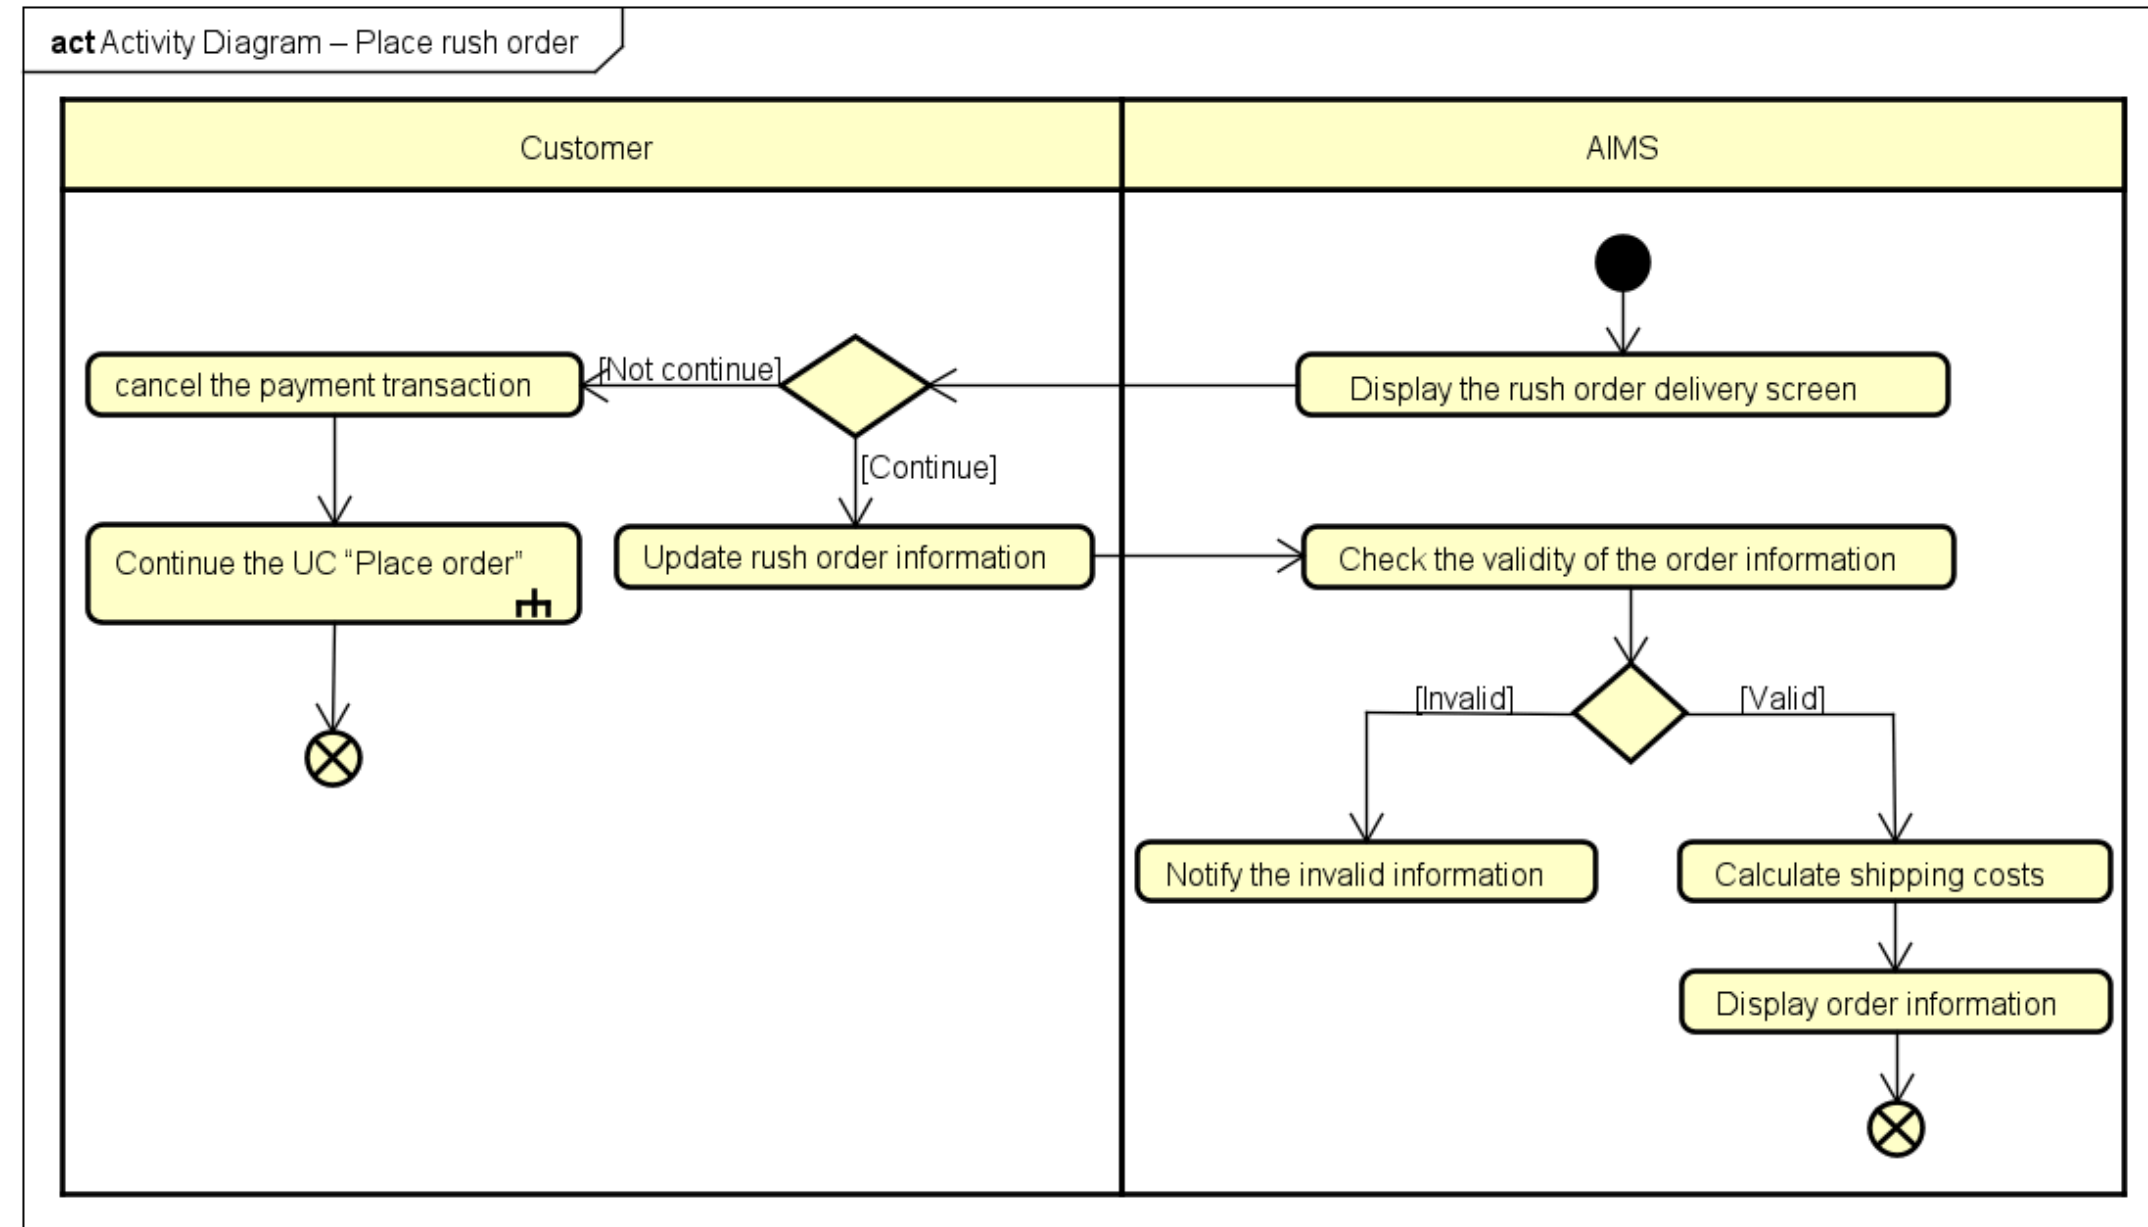 act Activity Diagram – Place rush order
Customer
AIMS
cancel the payment transaction
[Not continue]
Display the rush order delivery screen
[Continue]
Continue the UC “Place order”
Update rush order information
Check the validity of the order information
[Invalid]
[Valid]
Notify the invalid information
Calculate shipping costs
Display order information